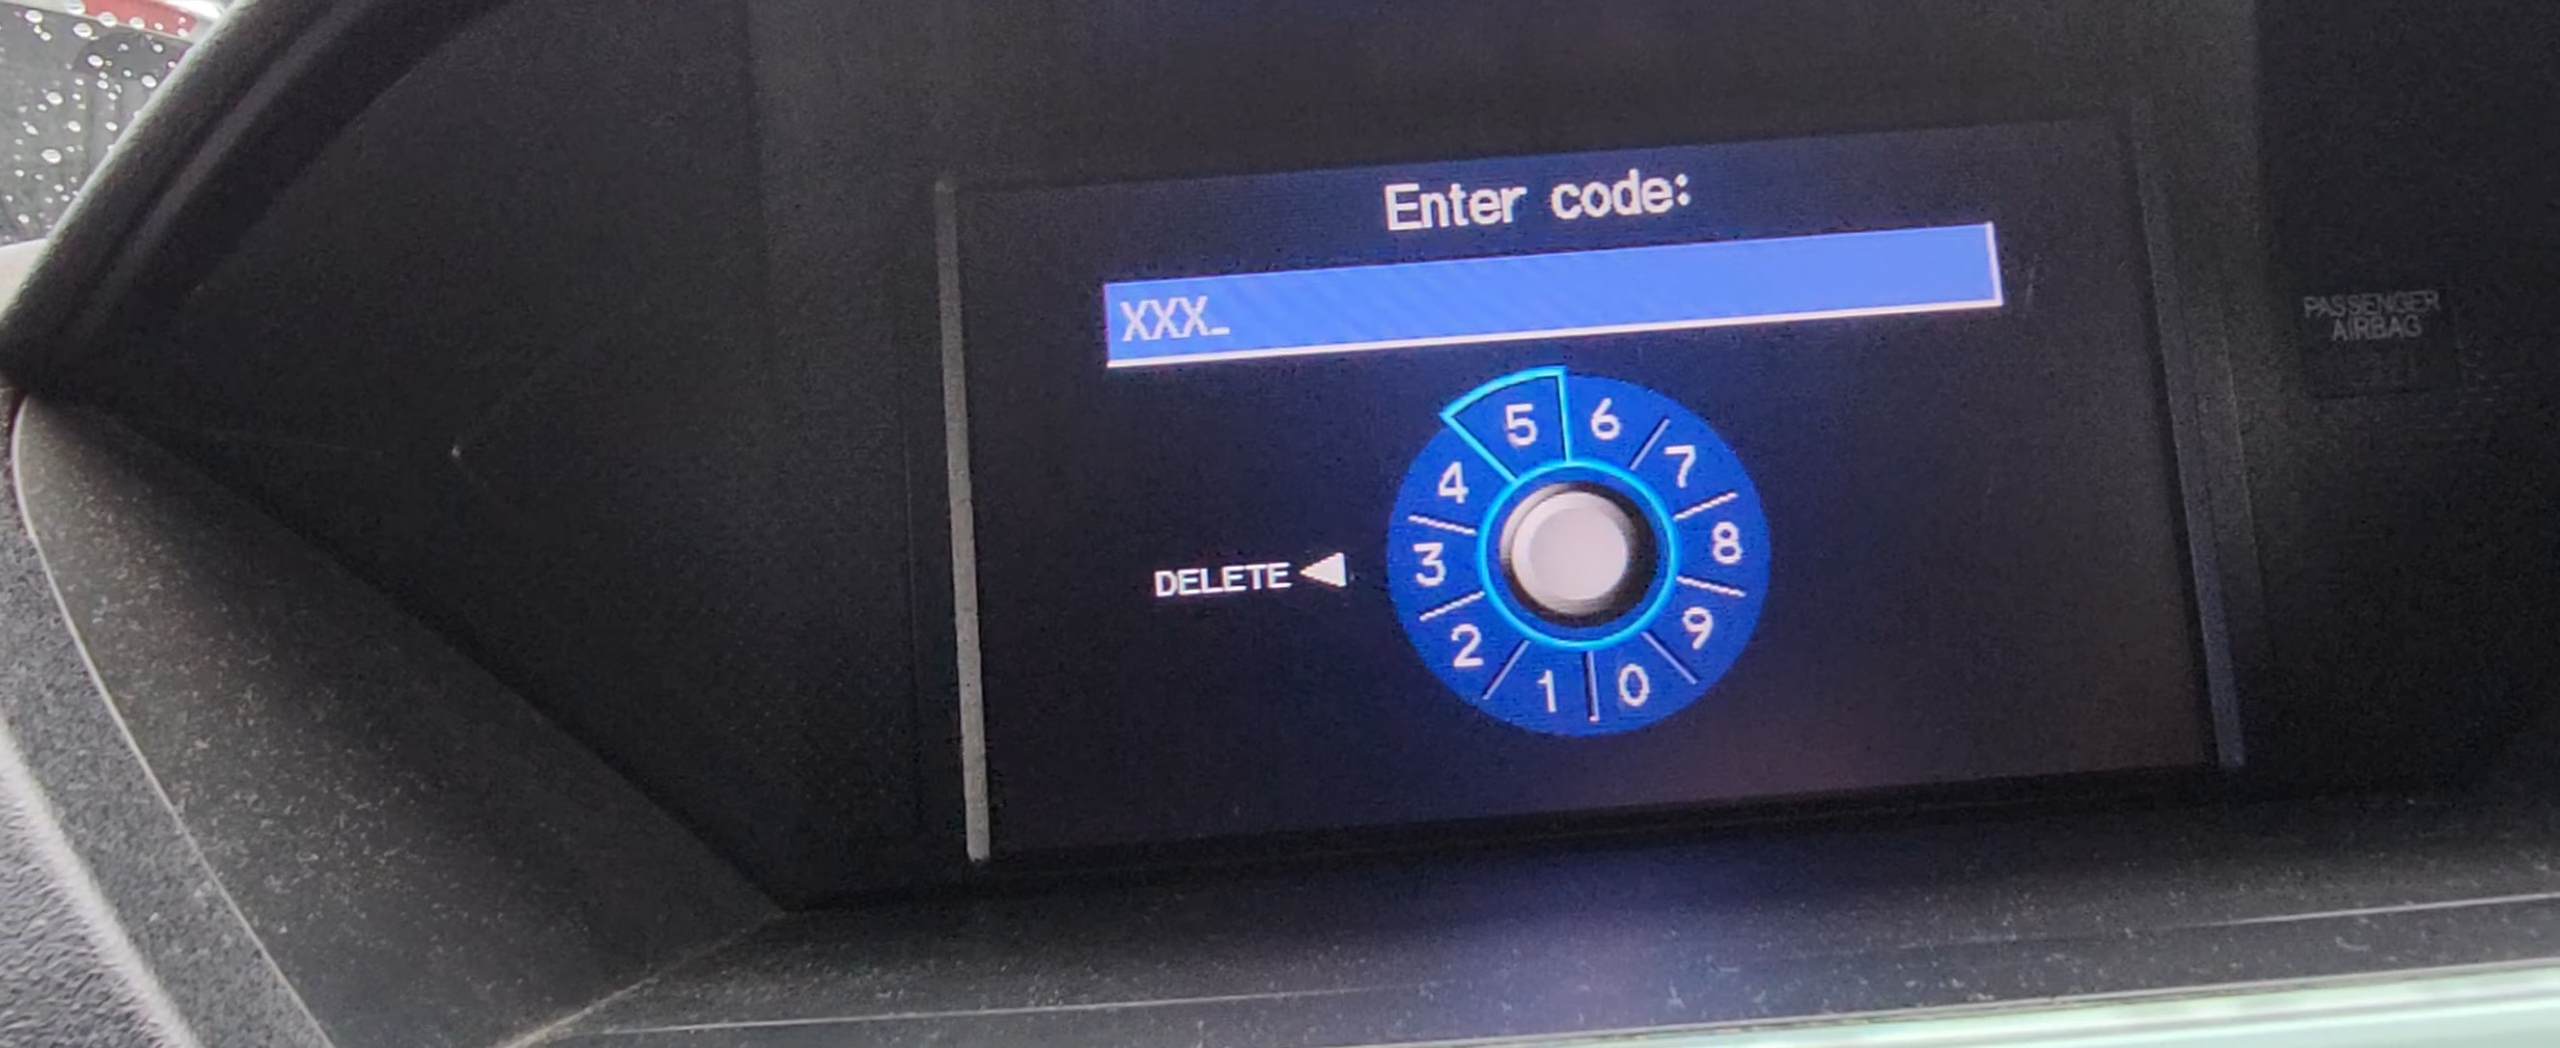 Enter code:
XXX_
5 6
4 7
3 8
DELETE ◀
2 9
1 0
PASSENGER
AIRBAG